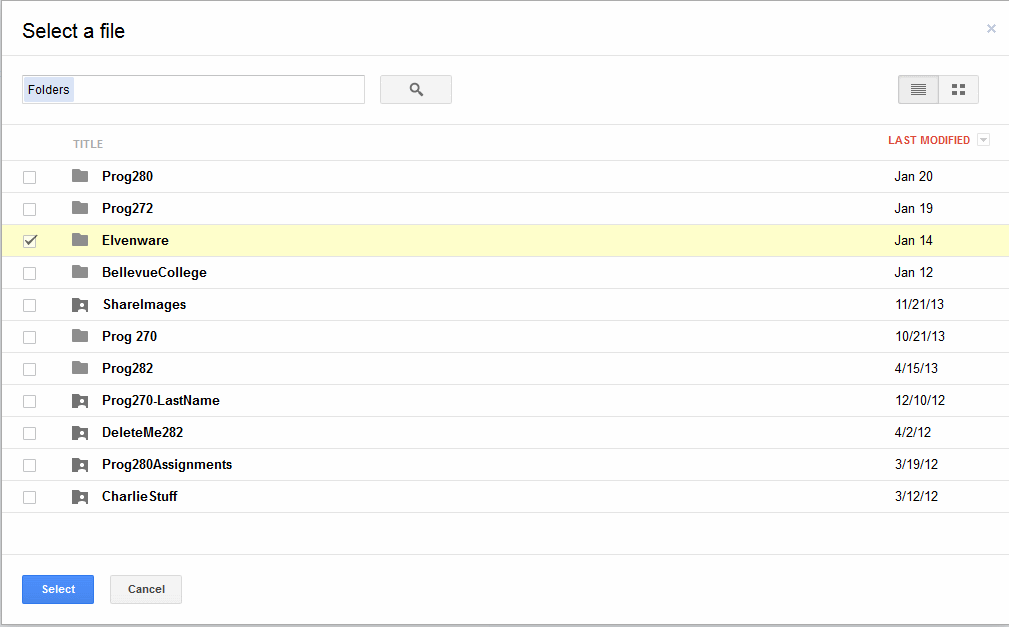 Select a file
Folders
TITLE LAST MODIFIED
Prog280 Jan 20
Prog272 Jan 19
Elvenware Jan 14
BellevueCollege Jan 12
ShareImages 11/21/13
Prog 270 10/21/13
Prog282 4/15/13
Prog270-LastName 12/10/12
DeleteMe282 4/2/12
Prog280Assignments 3/19/12
CharlieStuff 3/12/12
Select Cancel